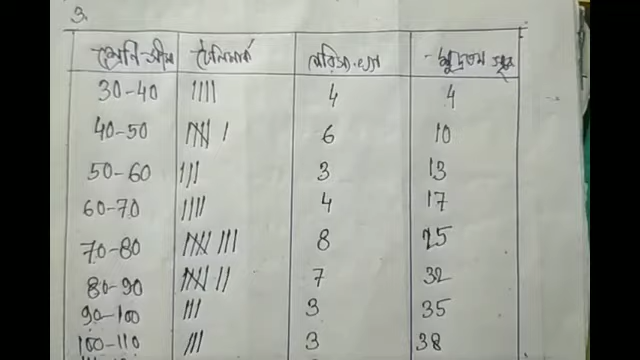 3.
শ্রেণি-সীমা টেলিমার্ক পরিসংখ্যা
30-40 |||| 4 4
40-50 |||| | 6 10
50-60 ||| 3 13
60-70 |||| 4 17
70-80 |||| ||| 8 25
80-90 |||| || 7 32
90-100 ||| 3 35
100-110 ||| 3 38